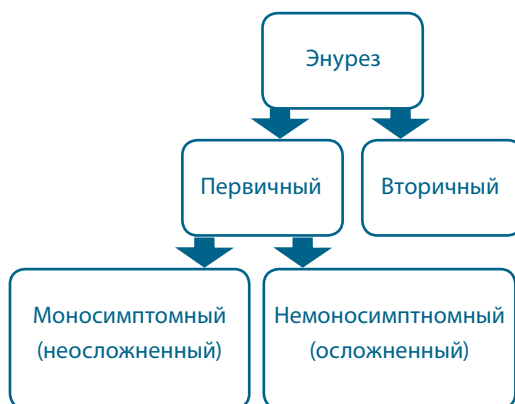 Энурез
Первичный
Вторичный
Моносимптомный
(неосложненный)
Немоносимптномный
(осложненный)